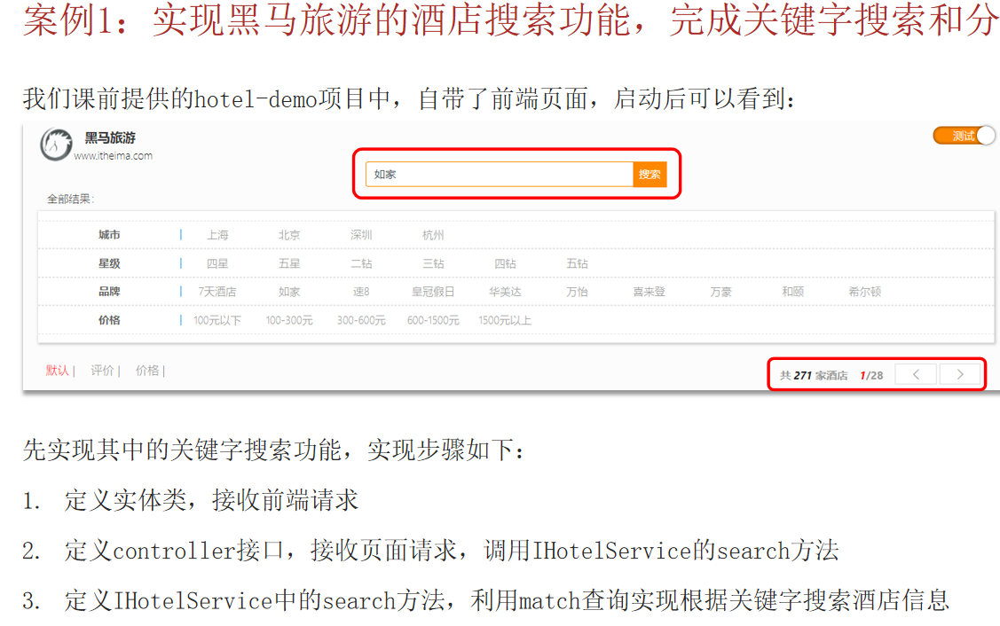 案例1：实现黑马旅游的酒店搜索功能，完成关键字搜索和分
我们课前提供的hotel-demo项目中，自带了前端页面，启动后可以看到：
黑马旅游
www.itheima.com
测试
如家 搜索
全部结果：
城市 | 上海 北京 深圳 杭州
星级 | 四星 五星 二钻 三钻 四钻 五钻
品牌 | 7天酒店 如家 速8 皇冠假日 华美达 万怡 喜来登 万豪 和颐 希尔顿
价格 | 100元以下 100-300元 300-600元 600-1500元 1500元以上
默认 | 评价 | 价格 | 共 271 家酒店 1/28 < >
先实现其中的关键字搜索功能，实现步骤如下：
1. 定义实体类，接收前端请求
2. 定义controller接口，接收页面请求，调用IHotelService的search方法
3. 定义IHotelService中的search方法，利用match查询实现根据关键字搜索酒店信息